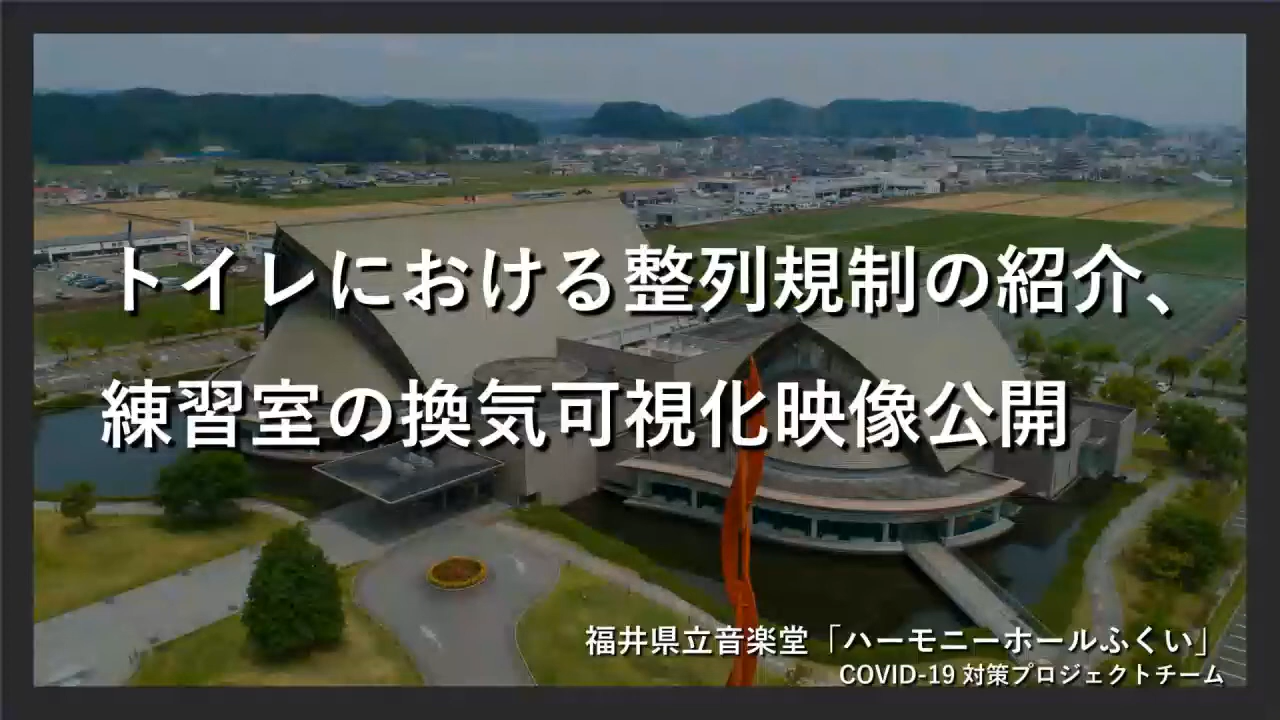 トイレにおける整列規制の紹介、
練習室の換気可視化映像公開
福井県立音楽堂「ハーモニーホールふくい」
COVID-19 対策プロジェクトチーム